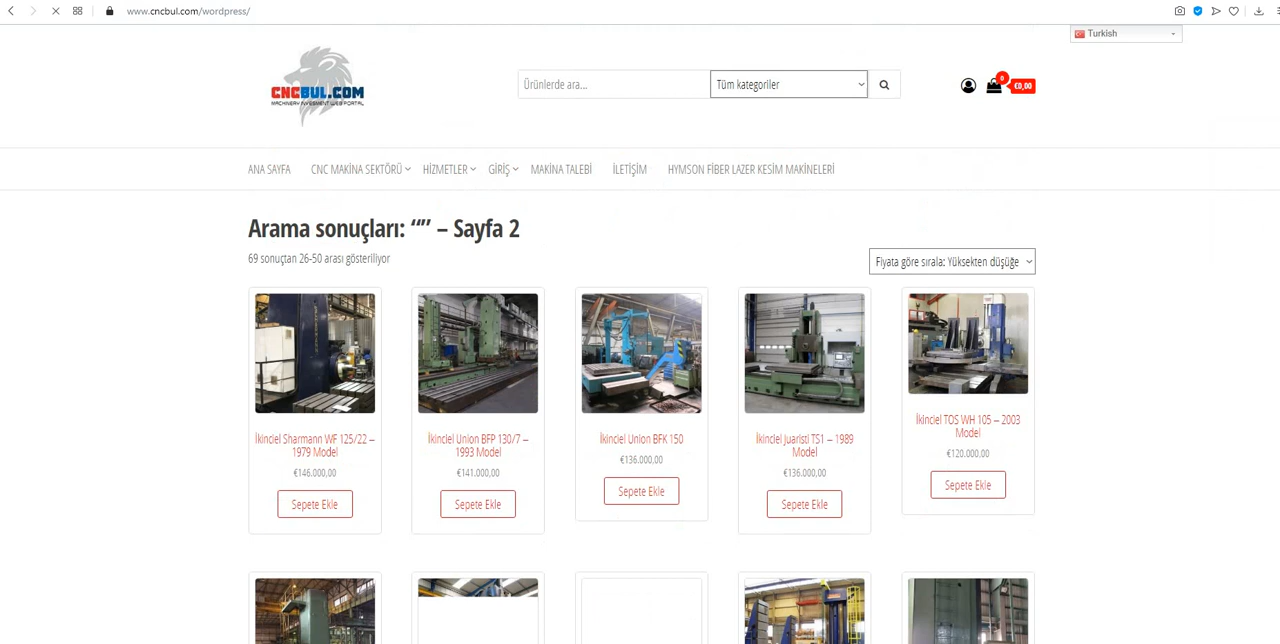 www.cncbul.com/wordpress/
Turkish
CNCBUL.COM
MACHINERY INVESMENT WEB PORTAL
Ürünlerde ara...
Tüm kategoriler
0
€0,00
ANA SAYFA
CNC MAKİNA SEKTÖRÜ
HİZMETLER
GİRİŞ
MAKİNA TALEBİ
İLETİŞİM
HYMSON FİBER LAZER KESİM MAKİNELERİ
Arama sonuçları: “” – Sayfa 2
69 sonuçtan 26-50 arası gösteriliyor
Fiyata göre sırala: Yüksekten düşüğe
İkinciel Sharmann WF 125/22 –
1979 Model
€146.000,00
Sepete Ekle
İkinciel Union BFP 130/7 –
1993 Model
€141.000,00
Sepete Ekle
İkinciel Union BFK 150
€136.000,00
Sepete Ekle
İkinciel Juaristi TS1 – 1989
Model
€136.000,00
Sepete Ekle
İkinciel TOS WH 105 – 2003
Model
€120.000,00
Sepete Ekle